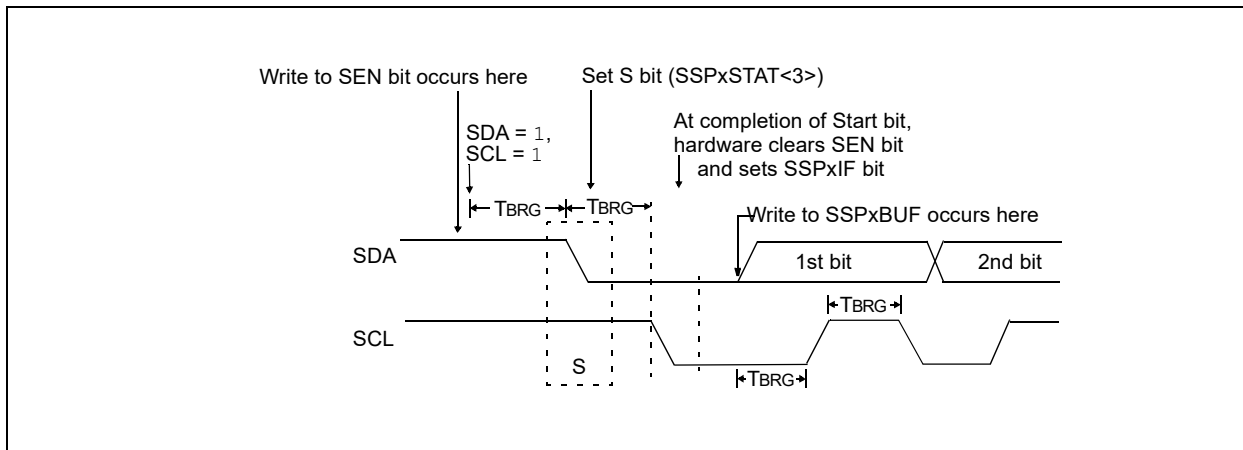 Write to SEN bit occurs here
Set S bit (SSPxSTAT<3>)
SDA = 1,
SCL = 1
At completion of Start bit,
hardware clears SEN bit
and sets SSPxIF bit
TBRG
TBRG
Write to SSPxBUF occurs here
SDA
1st bit
2nd bit
TBRG
SCL
S
TBRG